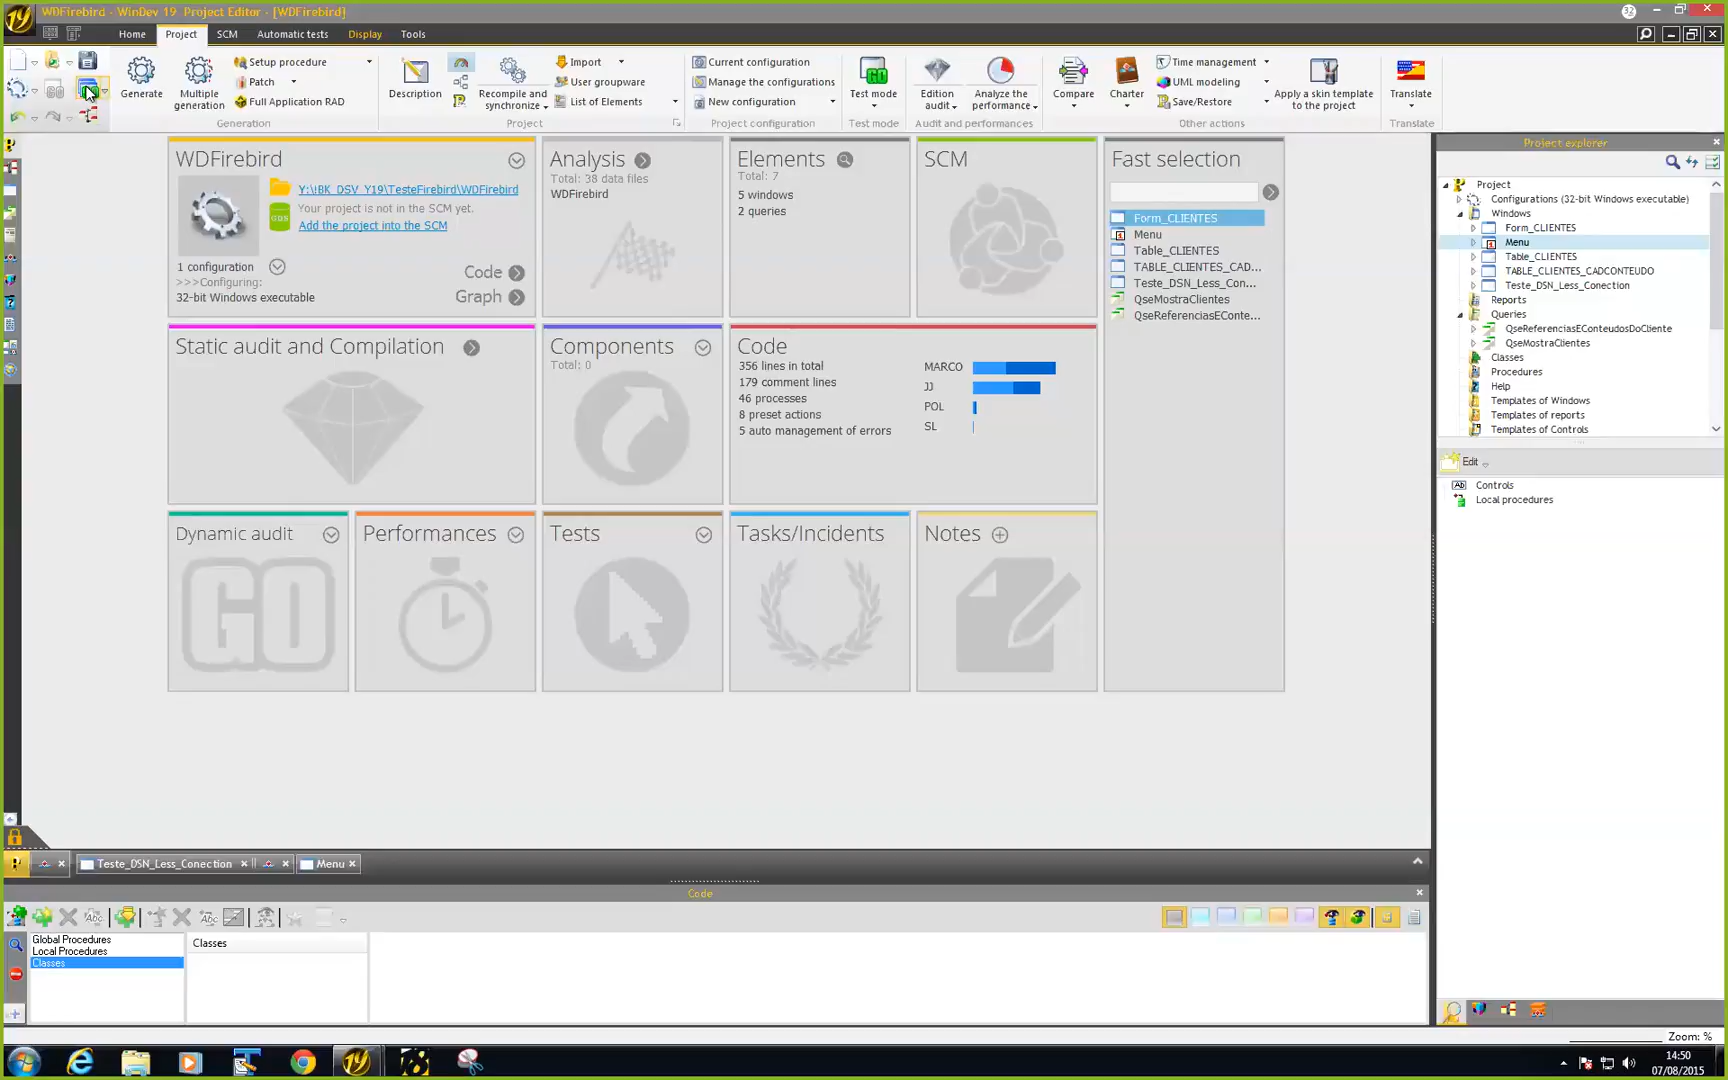 WDFirebird - WinDev 19 Project Editor - [WDFirebird]
32
Home Project SCM Automatic tests Display Tools
Generate
Multiple generation
Setup procedure
Patch
Full Application RAD
Generation
Description
Recompile and synchronize
Import
User groupware
List of Elements
Project
Current configuration
Manage the configurations
New configuration
Project configuration
GO
Test mode
Test mode
Edition audit
Analyze the performance
Audit and performances
Compare
Charter
Time management
UML modeling
Save/Restore
Apply a skin template to the project
Other actions
Translate
Translate
WDFirebird
Y:\!BK_DSV_Y19\TesteFirebird\WDFirebird
Your project is not in the SCM yet.
Add the project into the SCM
1 configuration
>>>Configuring:
32-bit Windows executable
Code
Graph
Analysis
Total: 38 data files
WDFirebird
Elements
Total: 7
5 windows
2 queries
SCM
Fast selection
Form_CLIENTES
Menu
Table_CLIENTES
TABLE_CLIENTES_CAD...
Teste_DSN_Less_Con...
QseMostraClientes
QseReferenciasEConte...
Static audit and Compilation
Components
Total: 0
Code
356 lines in total
179 comment lines
46 processes
8 preset actions
5 auto management of errors
MARCO
JJ
POL
SL
Dynamic audit
GO
Performances
Tests
Tasks/Incidents
Notes
Project explorer
Project
Configurations (32-bit Windows executable)
Windows
Form_CLIENTES
Menu
Table_CLIENTES
TABLE_CLIENTES_CADCONTEUDO
Teste_DSN_Less_Conection
Reports
Queries
QseReferenciasEConteudosDoCliente
QseMostraClientes
Classes
Procedures
Help
Templates of Windows
Templates of reports
Templates of Controls
Edit
Controls
Local procedures
Teste_DSN_Less_Conection
Menu
Code
Global Procedures
Local Procedures
Classes
Classes
Zoom: %
14:50
07/08/2015